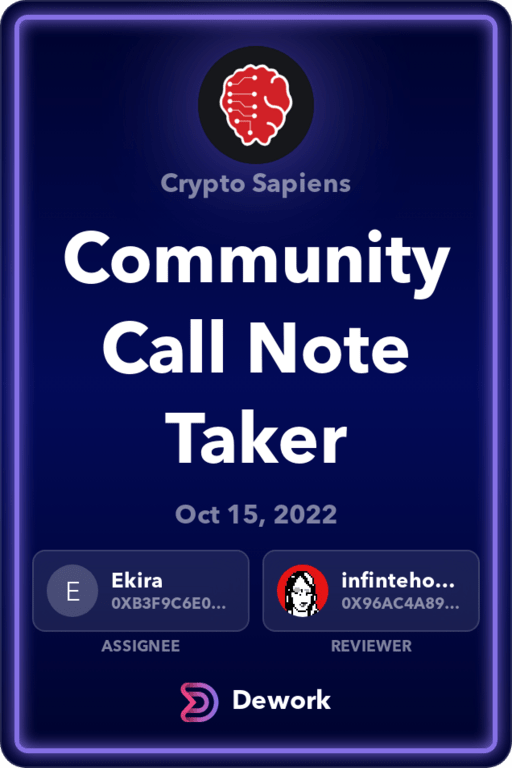 Crypto Sapiens
Community
Call Note
Taker
Oct 15, 2022
E
Ekira
0XB3F9C6E0...
infinteho...
0X96AC4A89...
ASSIGNEE
REVIEWER
Dework